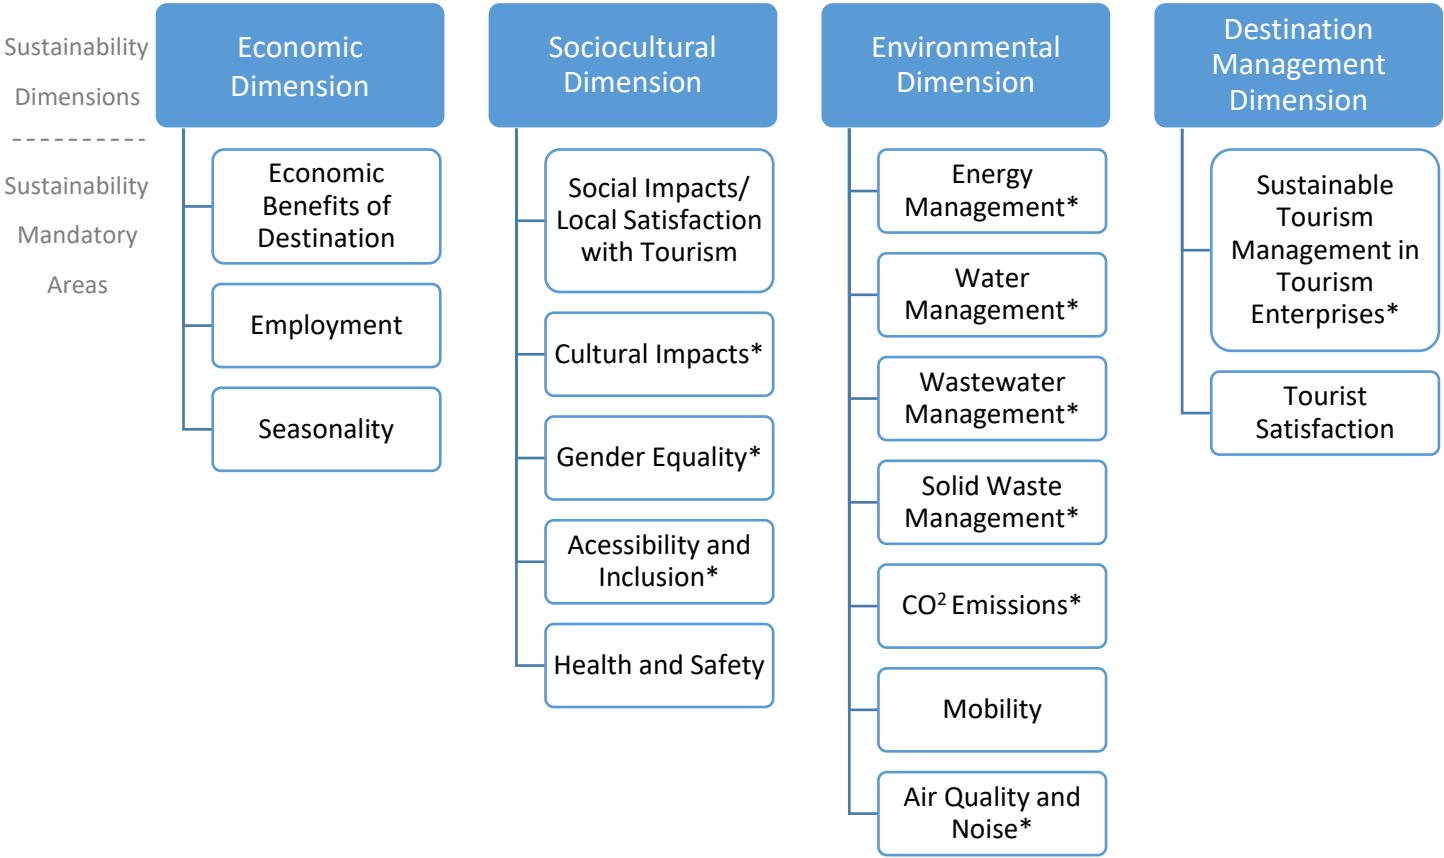 Sustainability
Dimensions
Sustainability
Mandatory
Areas
Economic
Dimension
Economic
Benefits of
Destination
Employment
Seasonality
Sociocultural
Dimension
Social Impacts/
Local Satisfaction
with Tourism
Cultural Impacts*
Gender Equality*
Acessibility and
Inclusion*
Health and Safety
Environmental
Dimension
Energy
Management*
Water
Management*
Wastewater
Management*
Solid Waste
Management*
CO² Emissions*
Mobility
Air Quality and
Noise*
Destination
Management
Dimension
Sustainable
Tourism
Management in
Tourism
Enterprises*
Tourist
Satisfaction